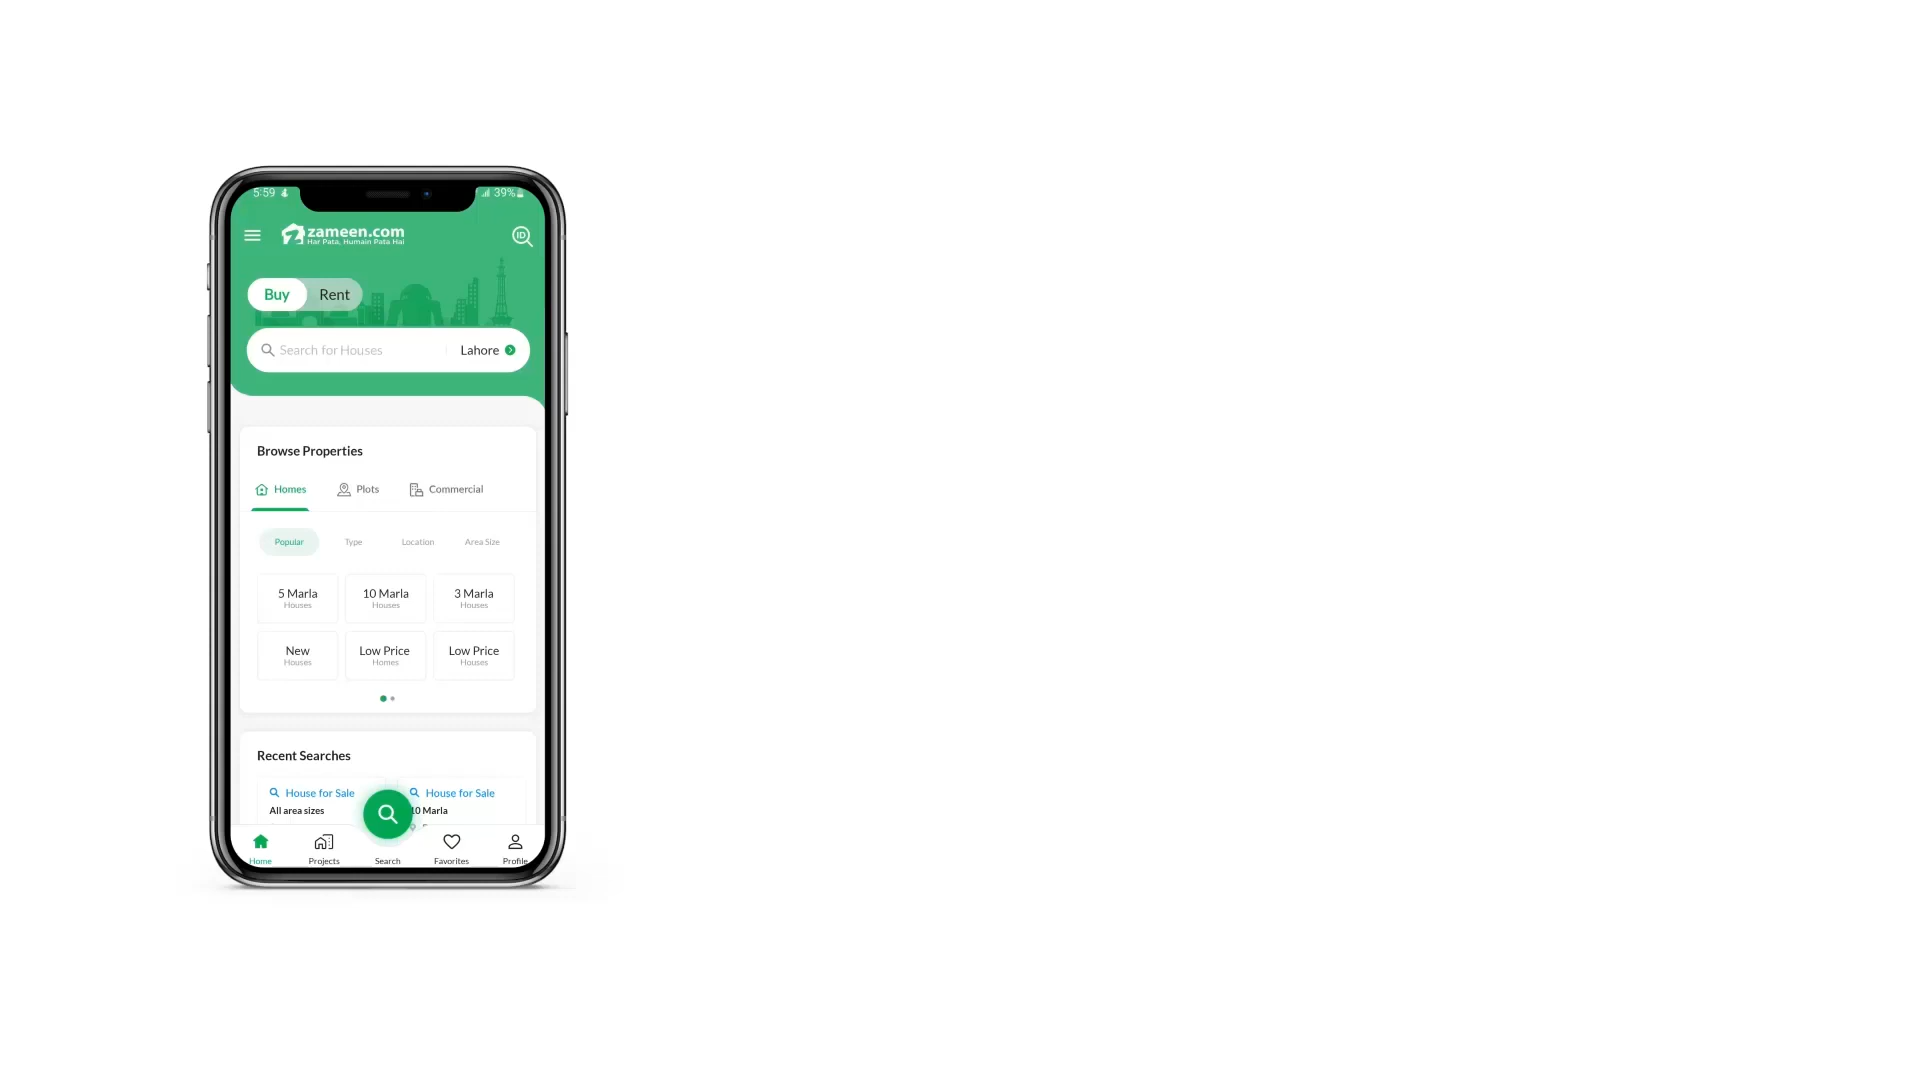 5:59
39%
zameen.com
Har Pata, Humain Pata Hai
ID
Buy Rent
Search for Houses Lahore
Browse Properties
Homes Plots Commercial
Popular Type Location Area Size
5 Marla 10 Marla 3 Marla
Houses Houses Houses
New Low Price Low Price
Houses Homes Houses
Recent Searches
House for Sale House for Sale
All area sizes 10 Marla
Home Projects Search Favorites Profile